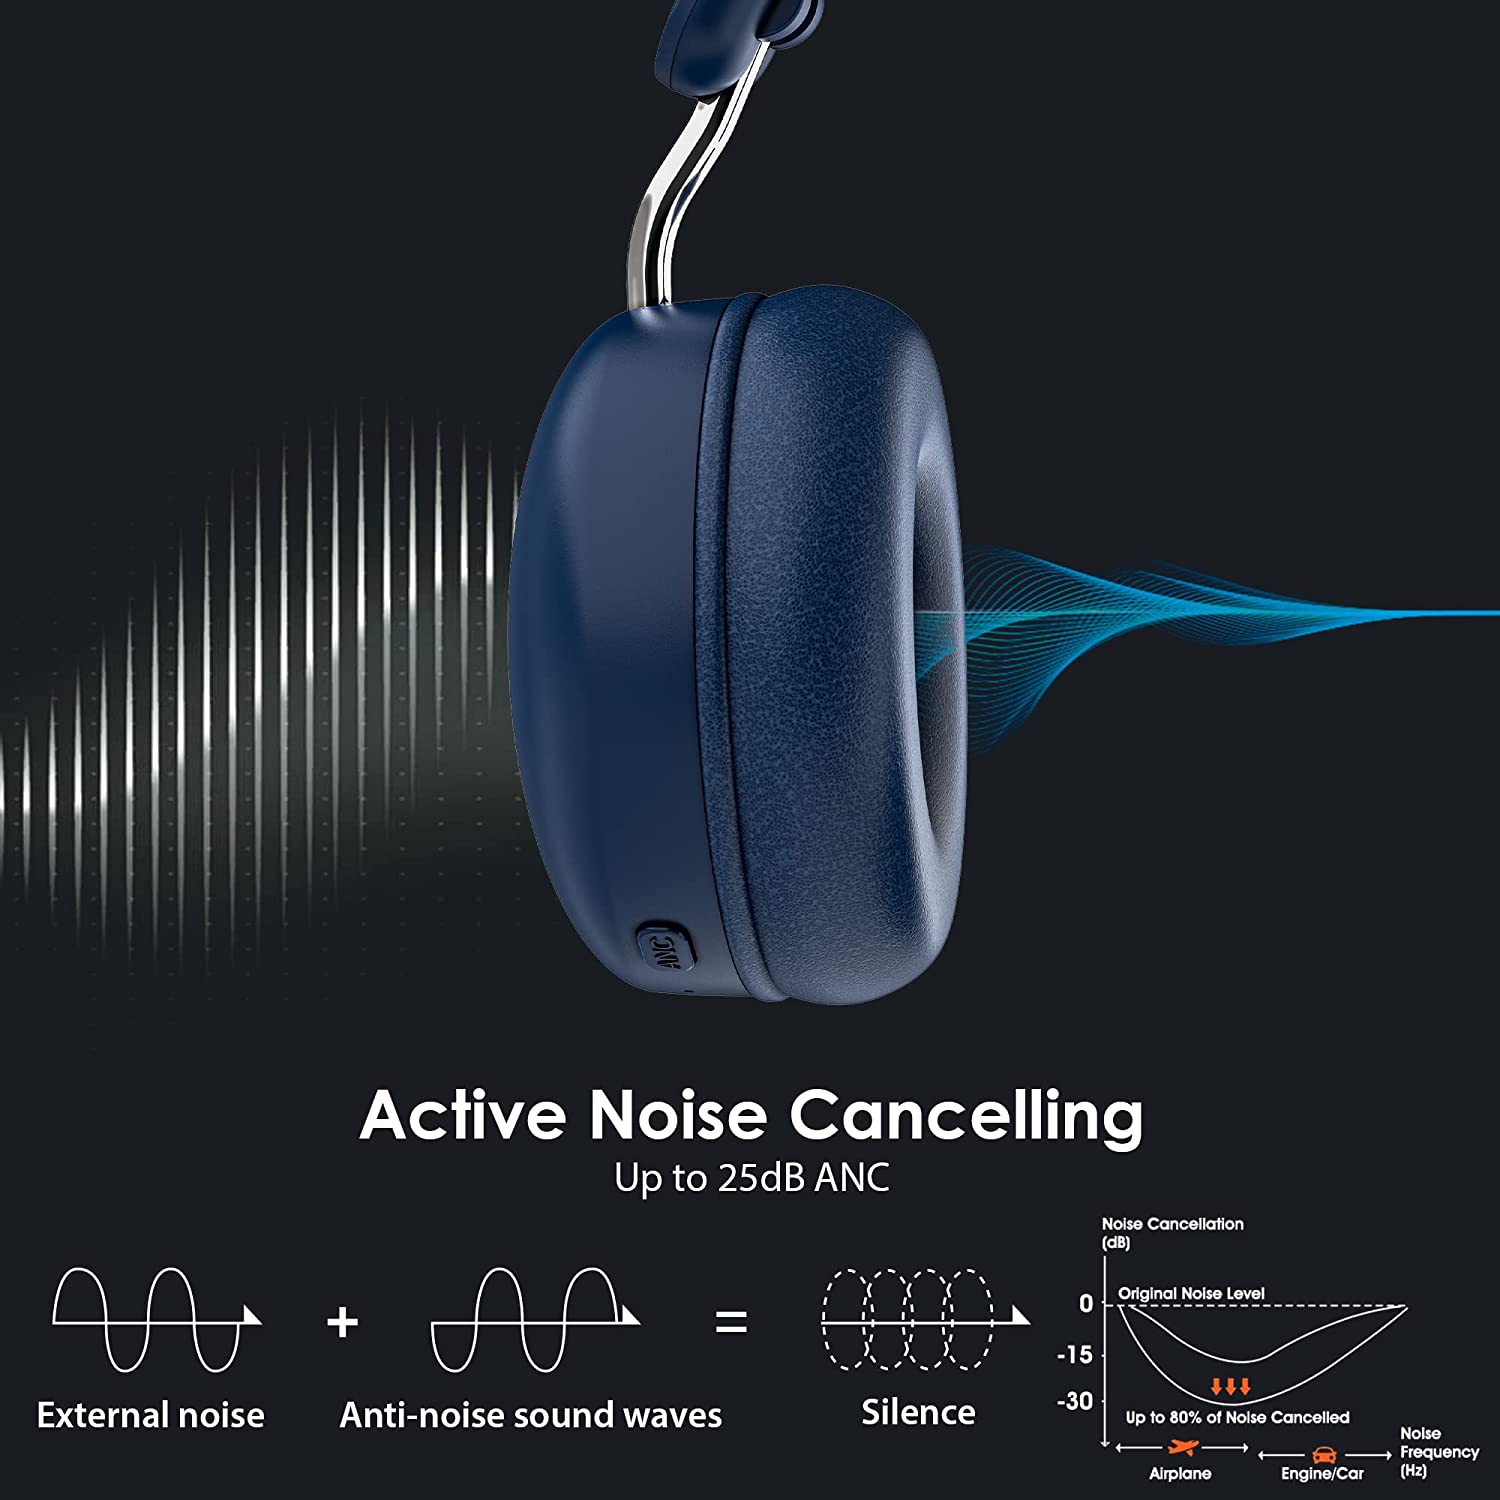 ANC
Active Noise Cancelling
Up to 25dB ANC
External noise
+
Anti-noise sound waves
=
Silence
Noise Cancellation
(dB)
Original Noise Level
0
-15
-30
Up to 80% of Noise Cancelled
Airplane
Engine/Car
Noise
Frequency
(Hz)